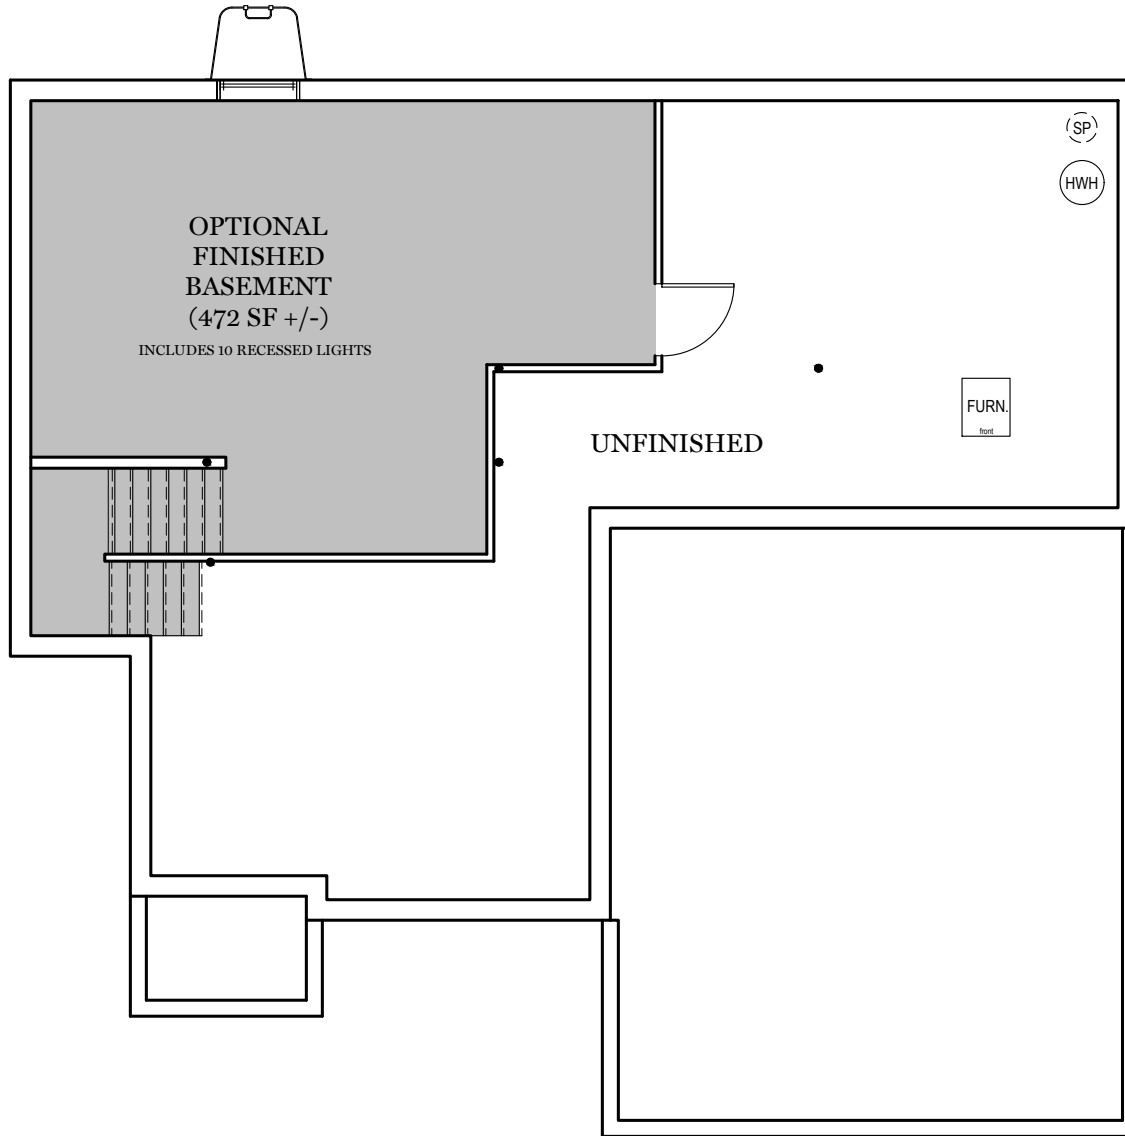 SP
HWH
OPTIONAL
FINISHED
BASEMENT
(472 SF +/-)
INCLUDES 10 RECESSED LIGHTS
FURN.
front
UNFINISHED